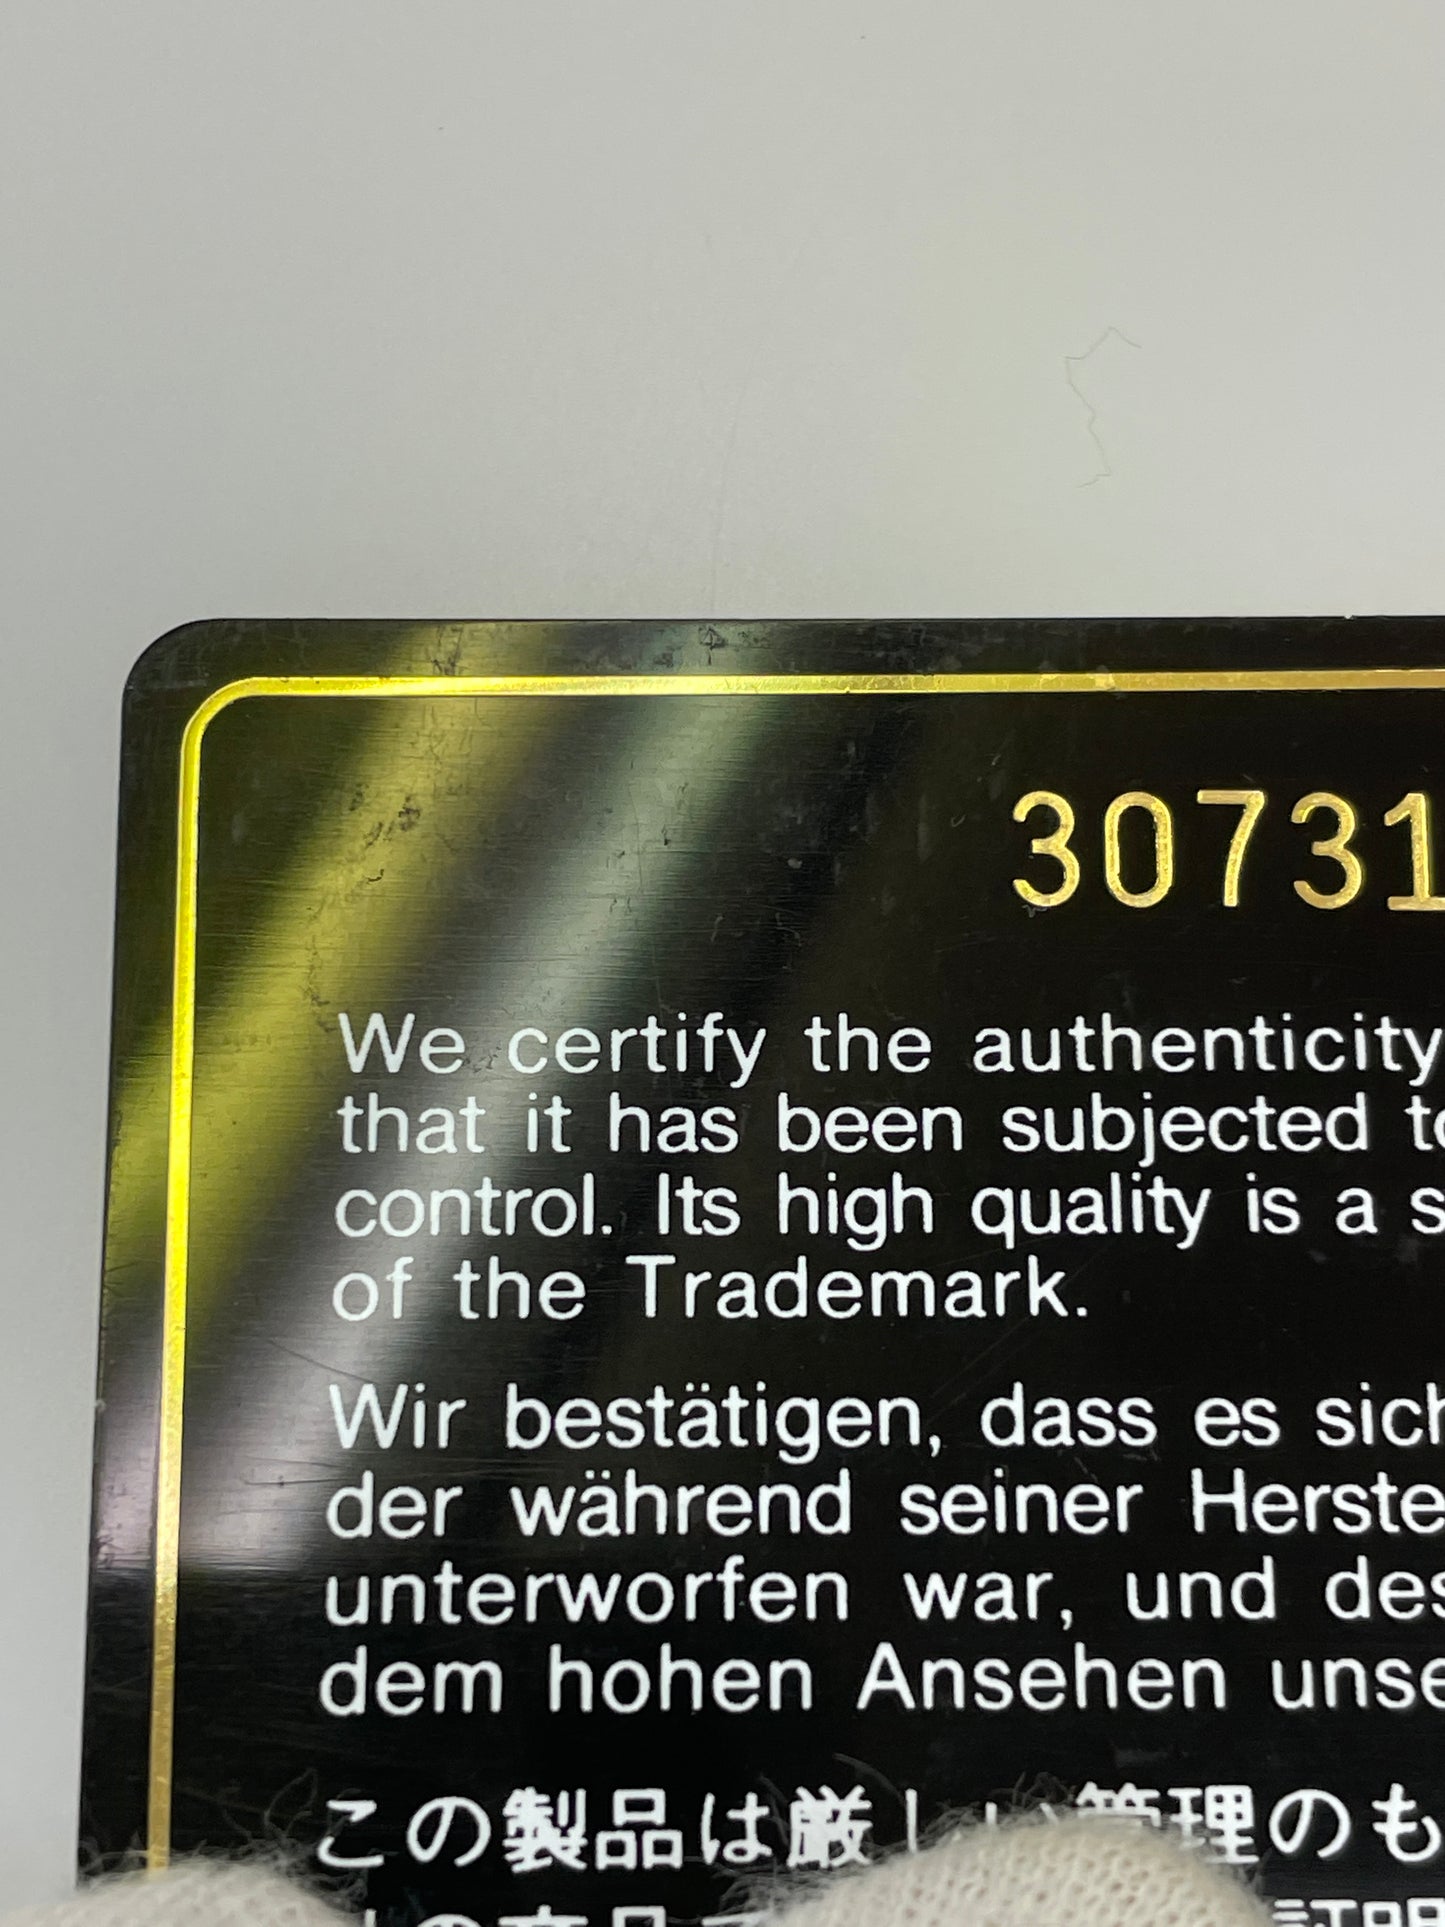 30731
We certify the authenticity
that it has been subjected to
control. Its high quality is a s
of the Trademark.
Wir bestätigen, dass es sich
der während seiner Herste
unterworfen war, und des
dem hohen Ansehen unse
この製品は厳しい管理のも